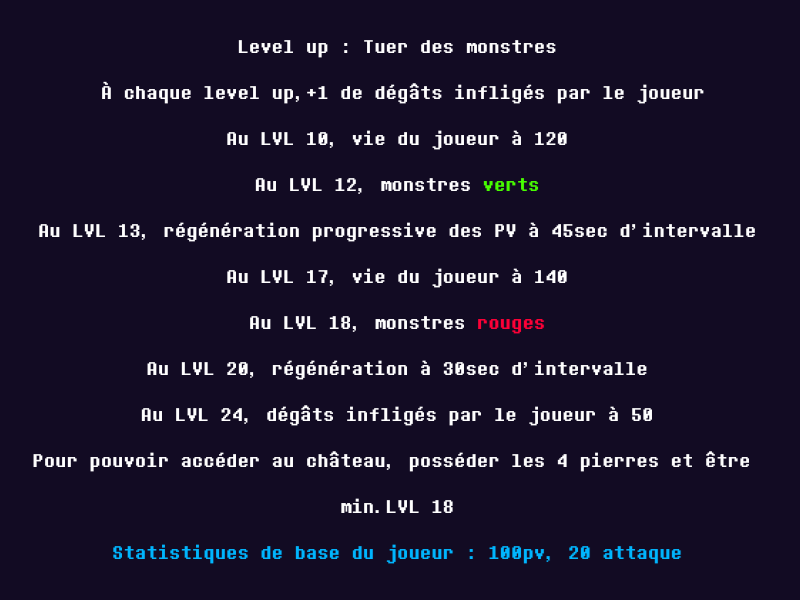 Level up : Tuer des monstres
À chaque level up, +1 de dégâts infligés par le joueur
Au LVL 10, vie du joueur à 120
Au LVL 12, monstres verts
Au LVL 13, régénération progressive des PV à 45sec d'intervalle
Au LVL 17, vie du joueur à 140
Au LVL 18, monstres rouges
Au LVL 20, régénération à 30sec d'intervalle
Au LVL 24, dégâts infligés par le joueur à 50
Pour pouvoir accéder au château, posséder les 4 pierres et être
min. LVL 18
Statistiques de base du joueur : 100pv, 20 attaque